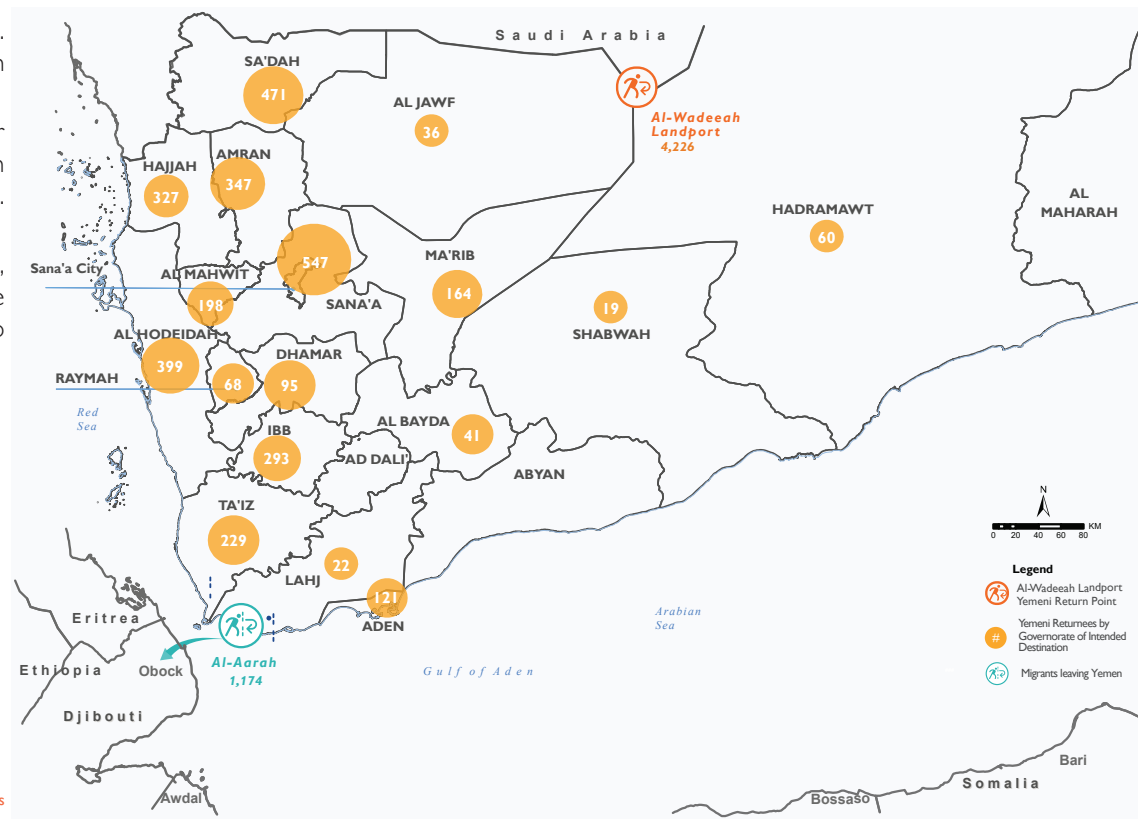 Saudi Arabia
SA'DAH
471
AL JAWF
36
Al-Wadeeah
Landport
4,226
HAJJAH
327
AMRAN
347
AL
MAHARAH
HADRAMAWT
60
Sana'a City
AL MAHWIT
198
547
SANA'A
MA'RIB
164
19
SHABWAH
AL HODEIDAH
399
RAYMAH
68
DHAMAR
95
Red
Sea
IBB
293
AL BAYDA
41
AD DALI'
ABYAN
TA'IZ
229
LAHJ
22
121
ADEN
Al-Aarah
1,174
Eritrea
Ethiopia
Obock
Djibouti
Awdal
Gulf of Aden
Arabian
Sea
N
0 20 40 60 80 KM
Legend
Al-Wadeeah Landport
Yemeni Return Point
#
Yemeni Returnees by
Governorate of Intended
Destination
Migrants leaving Yemen
Bari
Somalia
Bossaso